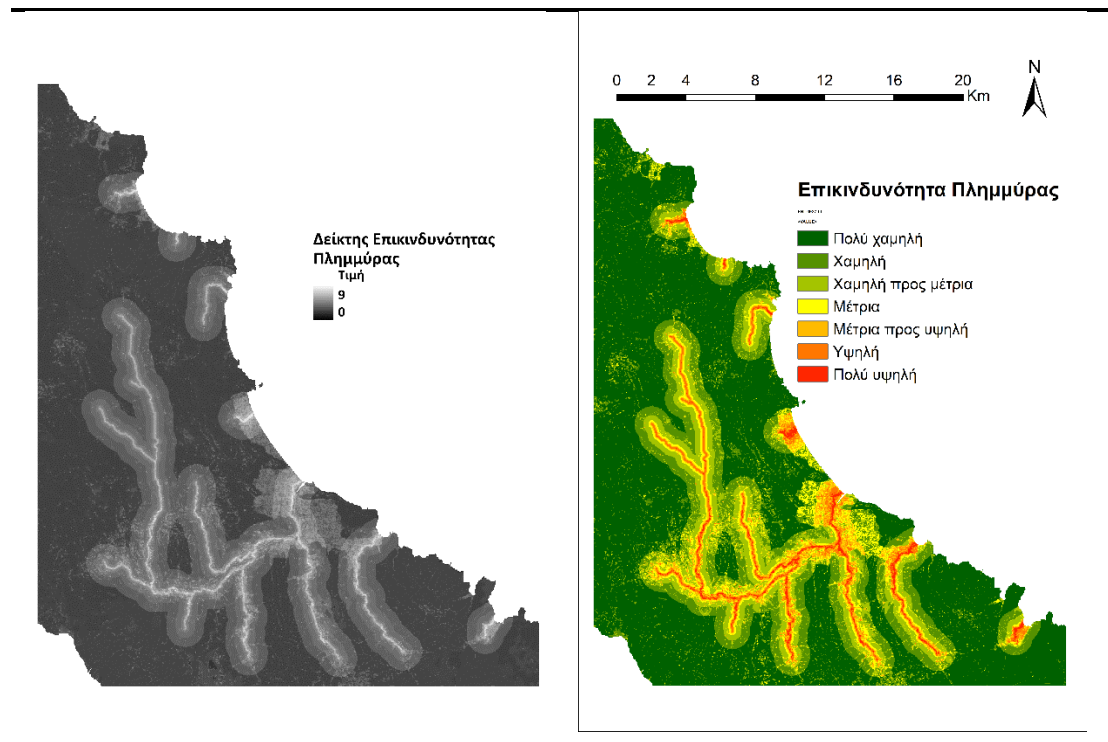 Δείκτης Επικινδυνότητας
Πλημμύρας
Τιμή
9
0
0 2 4 8 12 16 20
Km
N
Επικινδυνότητα Πλημμύρας
Πολύ χαμηλή
Χαμηλή
Χαμηλή προς μέτρια
Μέτρια
Μέτρια προς υψηλή
Υψηλή
Πολύ υψηλή